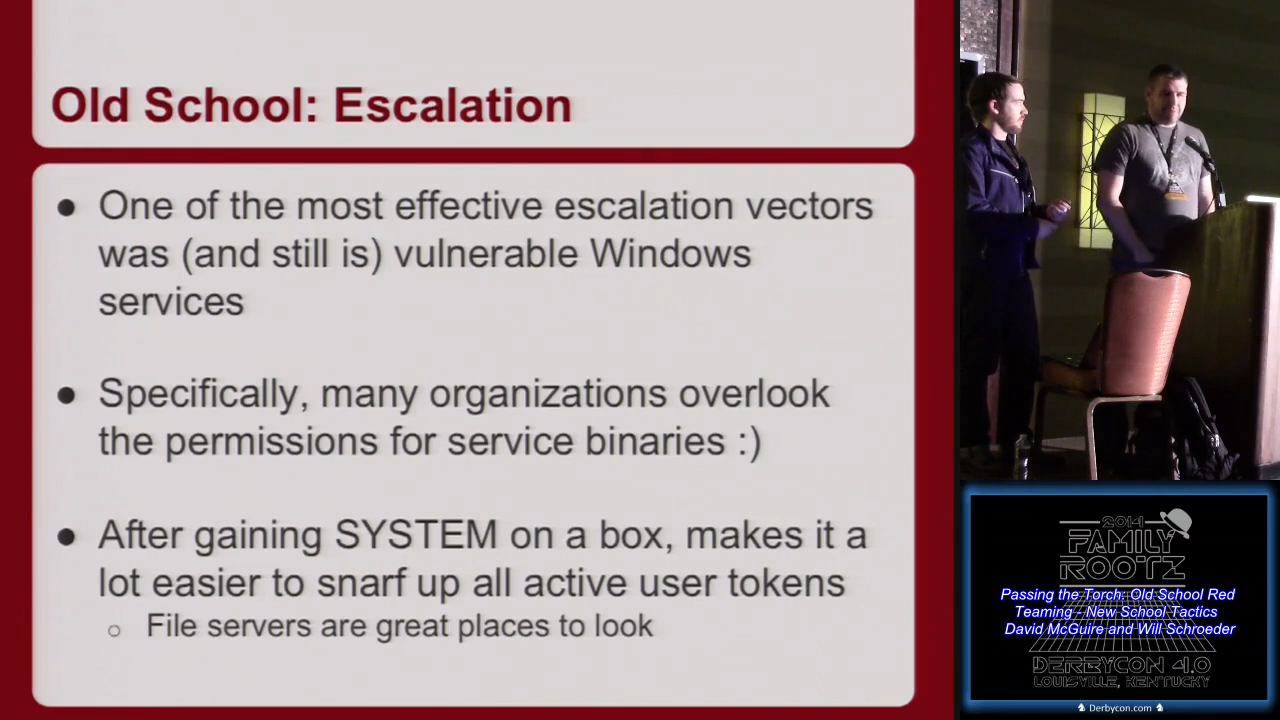 Old School: Escalation
● One of the most effective escalation vectors
was (and still is) vulnerable Windows
services
● Specifically, many organizations overlook
the permissions for service binaries :)
● After gaining SYSTEM on a box, makes it a
lot easier to snarf up all active user tokens
○ File servers are great places to look
2014
FAMILY
ROOTZ
Passing the Torch: Old School Red
Teaming - New School Tactics
David McGuire and Will Schroeder
DERBYCON 4.0
LOUISVILLE, KENTUCKY
Derbycon.com